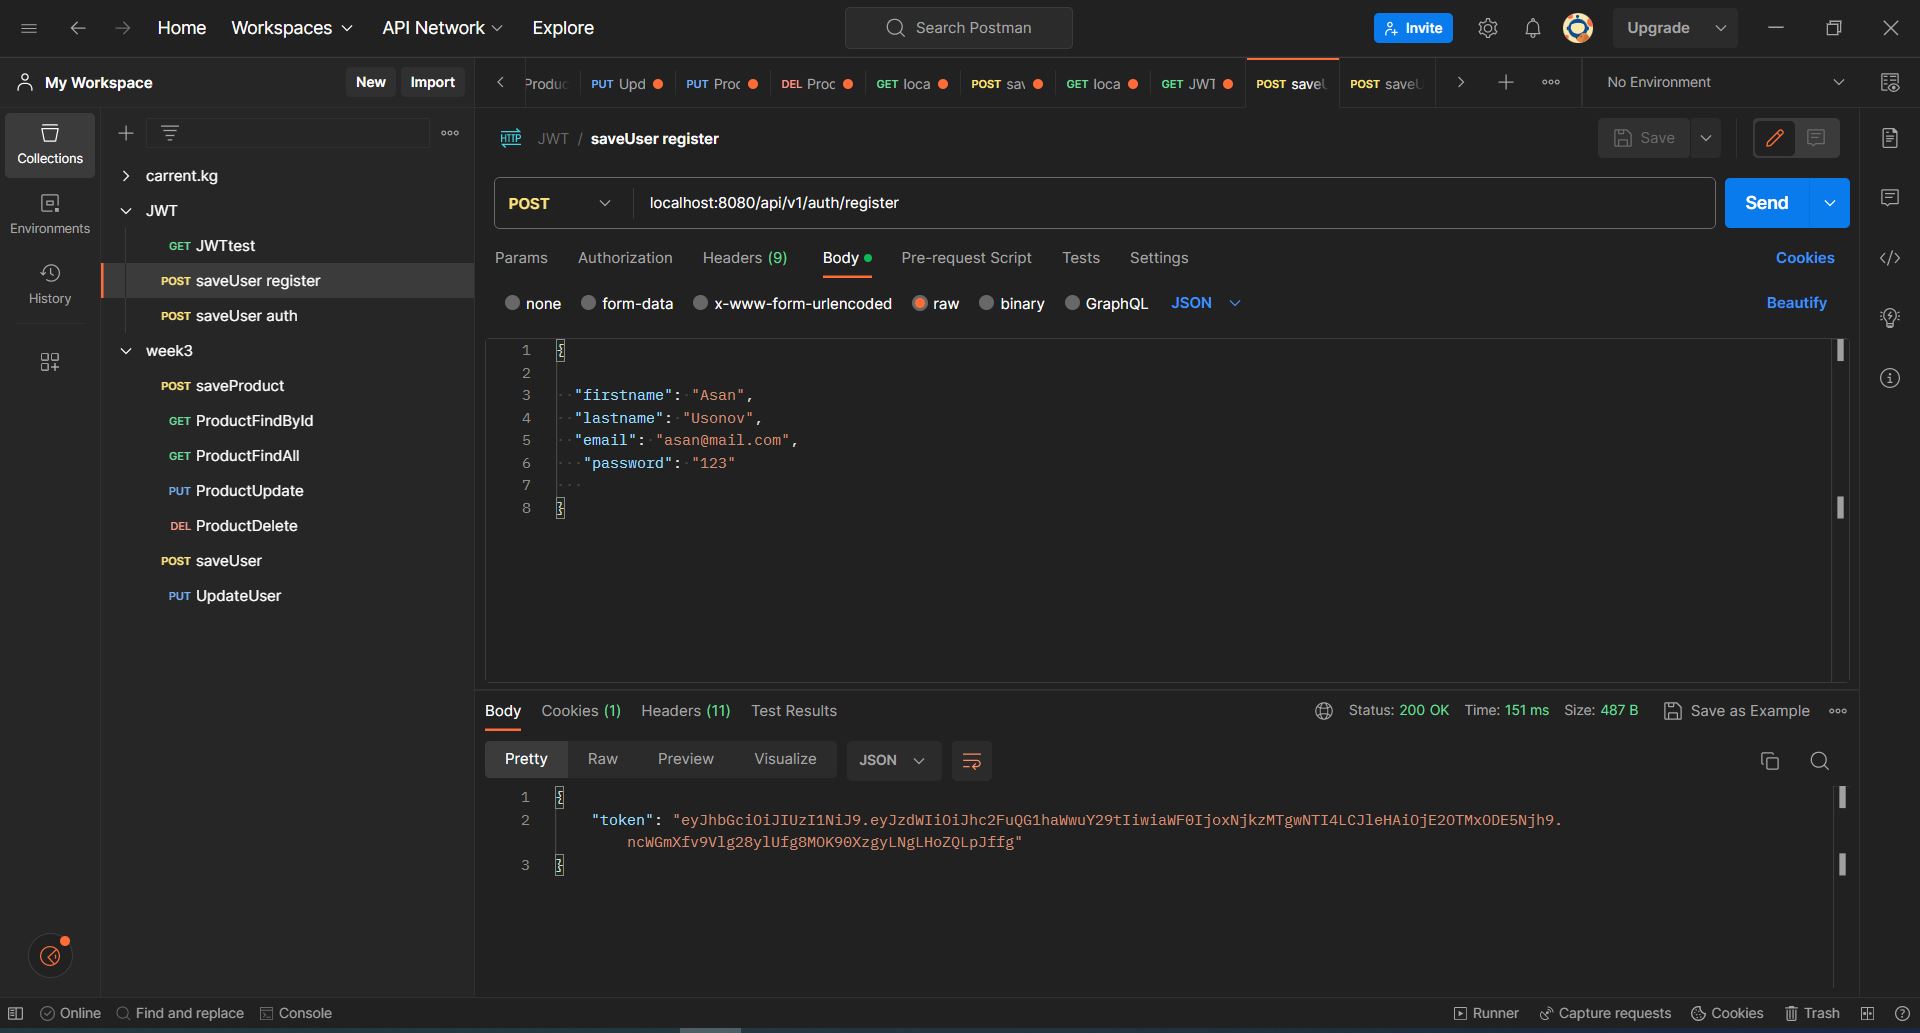 Home Workspaces API Network Explore Search Postman Invite Upgrade
My Workspace New Import Produc PUT Upd PUT Proc DEL Proc GET loca POST sav GET loca GET JWT POST saveU POST saveU No Environment
Collections
Environments
History
carrent.kg
JWT
GET JWTtest
POST saveUser register
POST saveUser auth
week3
POST saveProduct
GET ProductFindById
GET ProductFindAll
PUT ProductUpdate
DEL ProductDelete
POST saveUser
PUT UpdateUser
HTTP JWT / saveUser register Save
POST localhost:8080/api/v1/auth/register Send
Params Authorization Headers (9) Body Pre-request Script Tests Settings Cookies
none form-data x-www-form-urlencoded raw binary GraphQL JSON Beautify
1 {
2
3 "firstname": "Asan",
4 "lastname": "Usonov",
5 "email": "asan@mail.com",
6 "password": "123"
7
8 }
Body Cookies (1) Headers (11) Test Results Status: 200 OK Time: 151 ms Size: 487 B Save as Example
Pretty Raw Preview Visualize JSON
1 {
2 "token": "eyJhbGciOiJIUzI1NiJ9.eyJzdWIiOiJhc2FuQG1haWwuY29tIiwiaWF0IjoxNjkzMTgwNTI4LCJleHAiOjE2OTMxODE5Njh9.
ncWGmXfv9Vlg28ylUfg8MOK90XzgyLNgLHoZQLpJffg"
3 }
Online Find and replace Console Runner Capture requests Cookies Trash